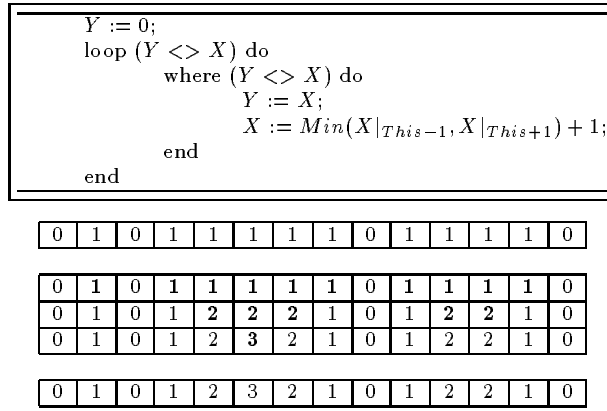 Y := 0;
loop (Y <> X) do
where (Y <> X) do
Y := X;
X := Min(X|This−1, X|This+1) + 1;
end
end
0 1 0 1 1 1 1 1 0 1 1 1 1 0
0 1 0 1 1 1 1 1 0 1 1 1 1 0
0 1 0 1 2 2 2 1 0 1 2 2 1 0
0 1 0 1 2 3 2 1 0 1 2 2 1 0
0 1 0 1 2 3 2 1 0 1 2 2 1 0